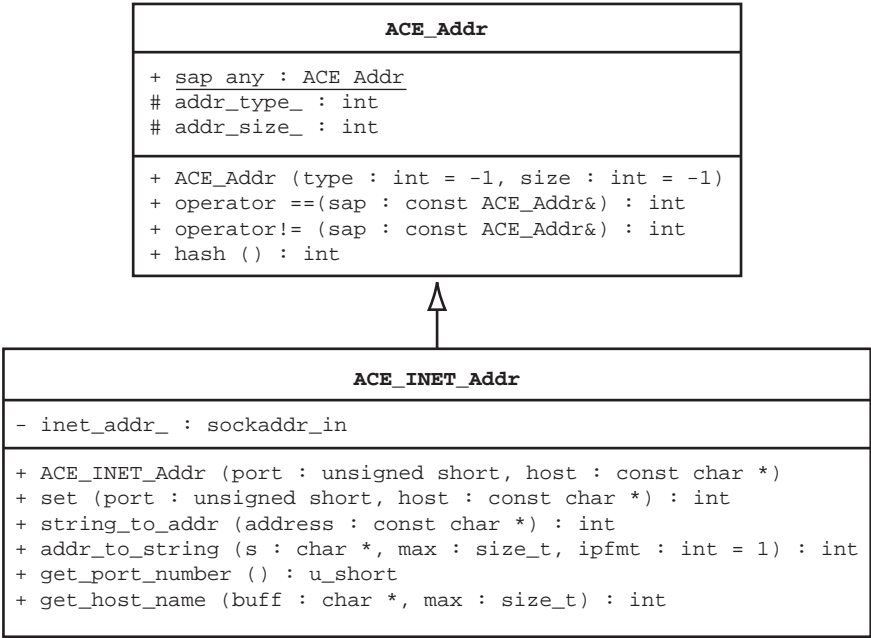 ACE_Addr
+ sap any : ACE Addr
# addr_type_ : int
# addr_size_ : int
+ ACE_Addr (type : int = -1, size : int = -1)
+ operator ==(sap : const ACE_Addr&) : int
+ operator!= (sap : const ACE_Addr&) : int
+ hash () : int
ACE_INET_Addr
- inet_addr_ : sockaddr_in
+ ACE_INET_Addr (port : unsigned short, host : const char *)
+ set (port : unsigned short, host : const char *) : int
+ string_to_addr (address : const char *) : int
+ addr_to_string (s : char *, max : size_t, ipfmt : int = 1) : int
+ get_port_number () : u_short
+ get_host_name (buff : char *, max : size_t) : int